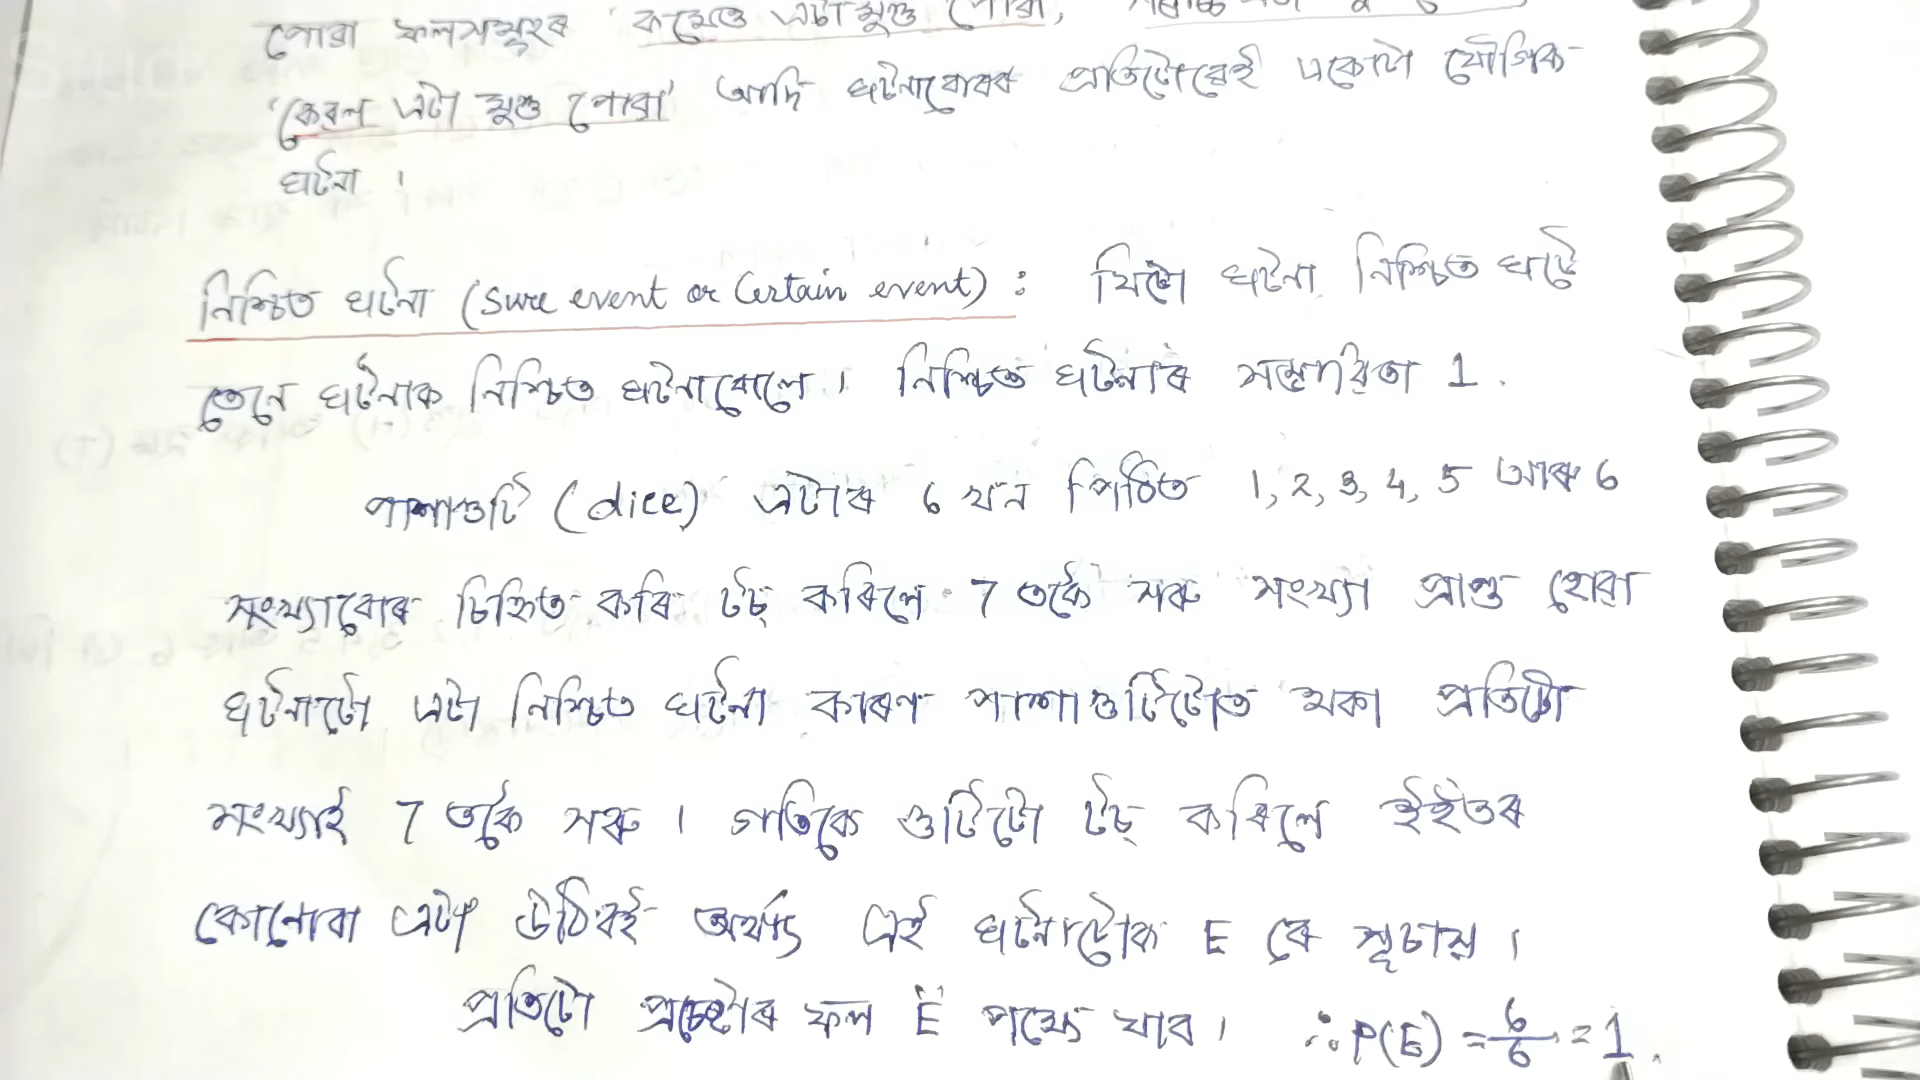 পোৱা ফলসমূহৰ 'কমেও এটা মুণ্ড পোৱা,
'কেৱল এটা মুণ্ড পোৱা' আদি ঘটনাবোৰৰ প্ৰতিটোৱেই একোটা যৌগিক
ঘটনা ।
নিশ্চিত ঘটনা (Sure event or Certain event) : যিটো ঘটনা নিশ্চিত ঘটে
তেনে ঘটনাক নিশ্চিত ঘটনাবোলে । নিশ্চিত ঘটনাৰ সম্ভাৱিতা 1 .
পাশাগুটি (dice) এটাৰ 6 খন পিঠিত 1, 2, 3, 4, 5 আৰু 6
সংখ্যাবোৰ চিহ্নিত কৰি টচ্ কৰিলে 7 তকৈ সৰু সংখ্যা প্ৰাপ্ত হোৱা
ঘটনাটো এটা নিশ্চিত ঘটনা কাৰণ পাশাগুটিটোত থকা প্ৰতিটো
সংখ্যাই 7 তকৈ সৰু । গতিকে গুটিটো টচ্ কৰিলে ইহঁতৰ
কোনোবা এটা উঠিবই অৰ্থাৎ এই ঘটনাটোক E ৰে সূচায় ।
প্ৰতিটো প্ৰচেষ্টাৰ ফল E পক্ষে যাব । ∴ P(E) = 6/6 = 1 .